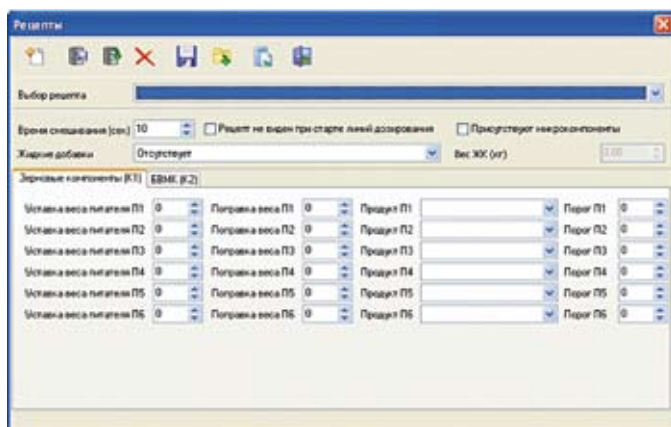 Рецепты
Выбор рецепта
Время смешивания (сек) 10 Рецепт не виден при старте линий дозирования Присутствуют микрокомпоненты
Жидкие добавки Отсутствует Вес ЖК (кг) 0.00
Зерновые компоненты (К1) БВМК (К2)
Уставка веса питателя П1 0 Поправка веса П1 0 Продукт П1 Порог П1 0
Уставка веса питателя П2 0 Поправка веса П2 0 Продукт П2 Порог П2 0
Уставка веса питателя П3 0 Поправка веса П3 0 Продукт П3 Порог П3 0
Уставка веса питателя П4 0 Поправка веса П4 0 Продукт П4 Порог П4 0
Уставка веса питателя П5 0 Поправка веса П5 0 Продукт П5 Порог П5 0
Уставка веса питателя П6 0 Поправка веса П6 0 Продукт П6 Порог П6 0